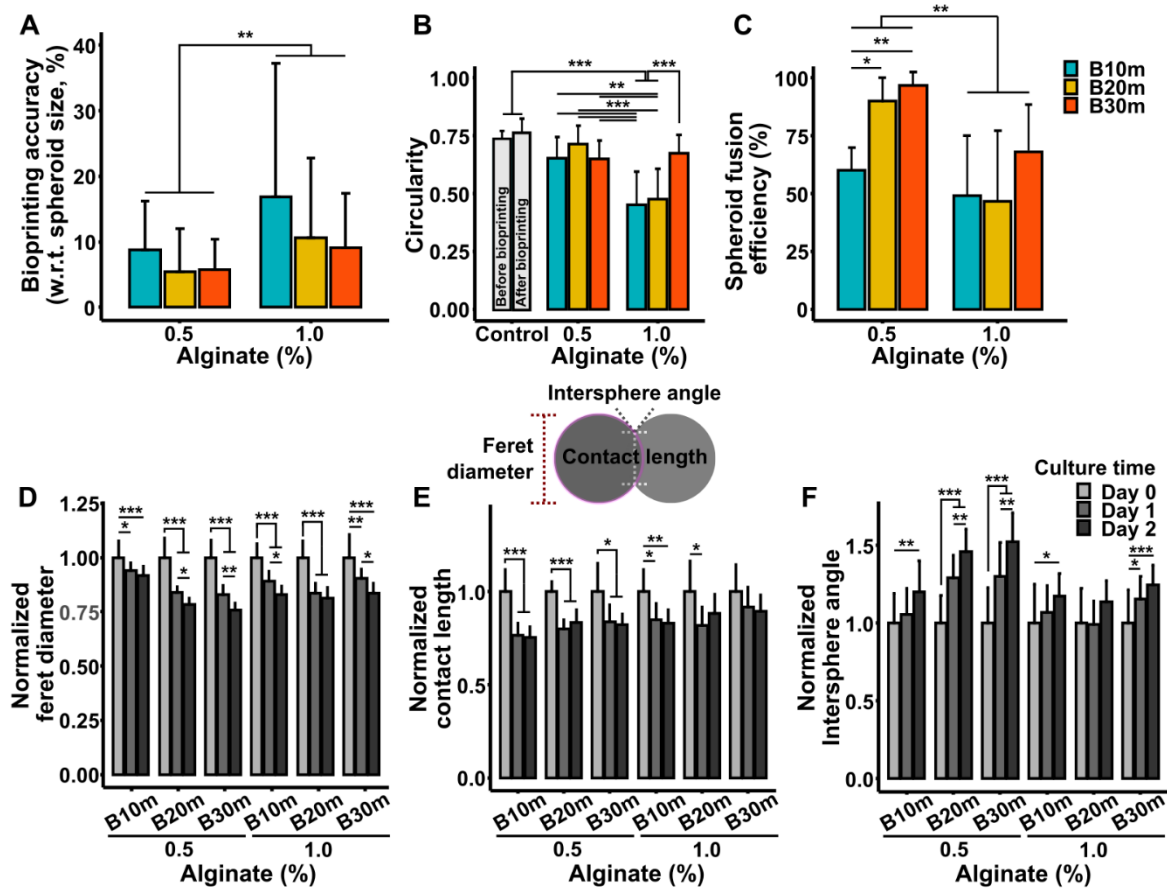 A
Bioprinting accuracy
(w.r.t. spheroid size, %)
40
30
20
10
0
**
0.5
1.0
Alginate (%)
B
Circularity
1.00
0.75
0.50
0.25
0.00
***
***
**
***
Before bioprinting
After bioprinting
Control
0.5
1.0
Alginate (%)
C
Spheroid fusion
efficiency (%)
100
75
50
25
0
**
**
*
0.5
1.0
Alginate (%)
B10m
B20m
B30m
Intersphere angle
Feret
diameter
Contact length
D
Normalized
feret diameter
1.25
1.00
0.75
0.50
0.25
0.00
***
*
***
*
***
**
***
*
***
***
**
*
B10m
B20m
B30m
B10m
B20m
B30m
0.5
1.0
Alginate (%)
E
Normalized
contact length
1.0
0.5
0.0
***
***
*
**
*
*
B10m
B20m
B30m
B10m
B20m
B30m
0.5
1.0
Alginate (%)
F
Normalized
Intersphere angle
1.5
1.0
0.5
0.0
**
***
**
***
**
*
***
*
Culture time
Day 0
Day 1
Day 2
B10m
B20m
B30m
B10m
B20m
B30m
0.5
1.0
Alginate (%)